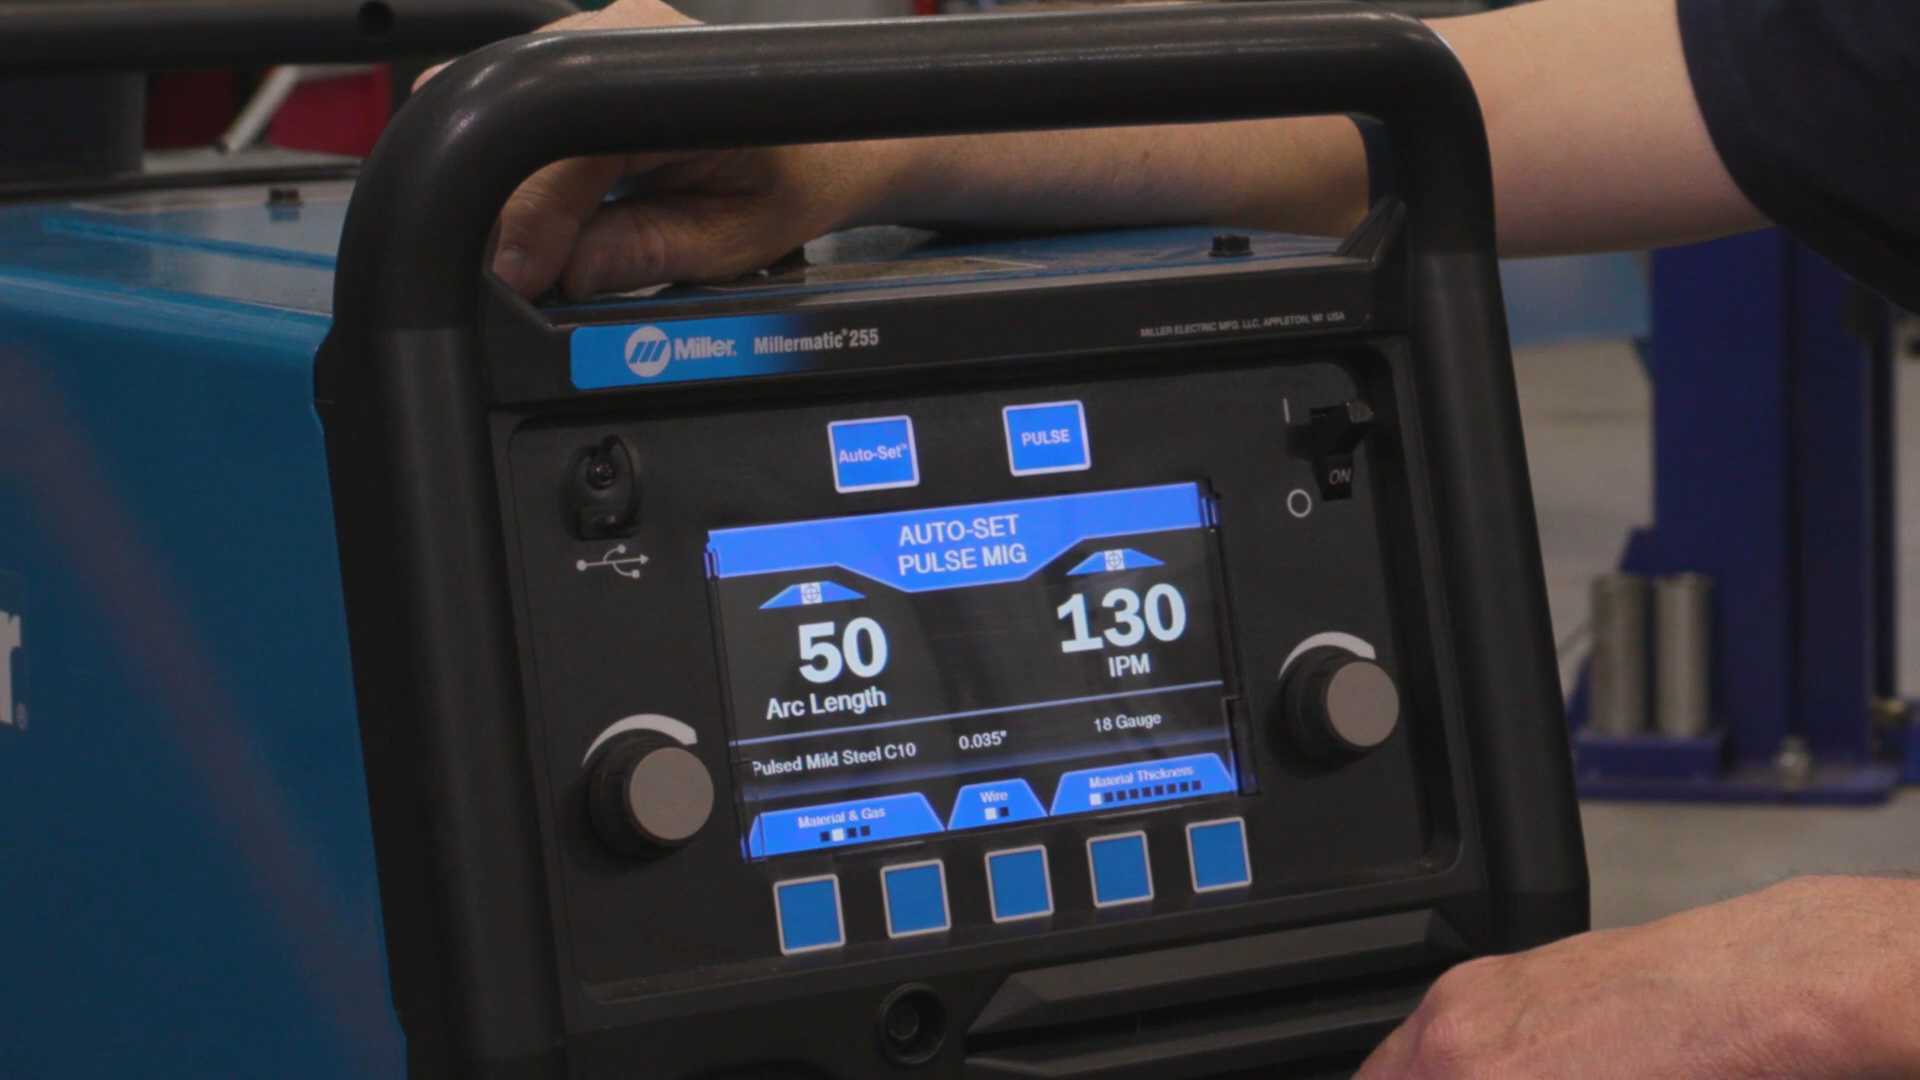 Miller. Millermatic® 255
MILLER ELECTRIC MFG. LLC, APPLETON, WI USA
Auto-Set™
PULSE
ON
AUTO-SET
PULSE MIG
50
Arc Length
130
IPM
Pulsed Mild Steel C10
0.035"
18 Gauge
Material & Gas
Wire
Material Thickness
r®